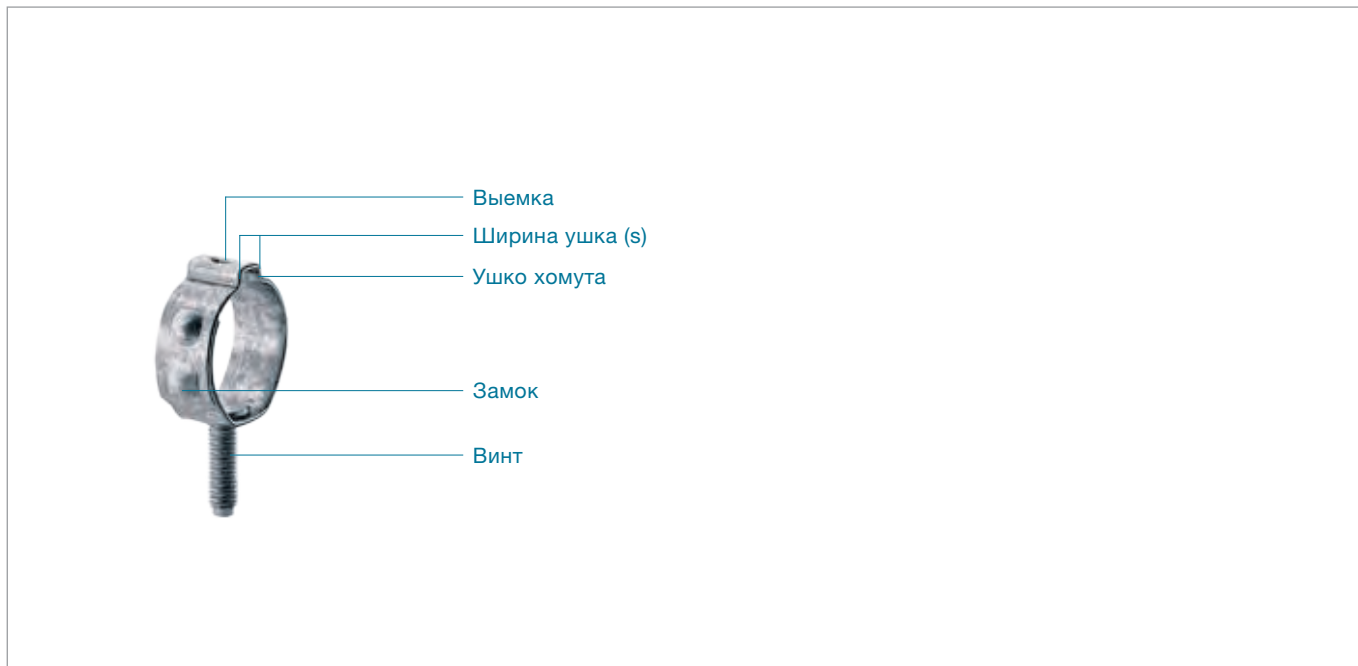 Выемка
Ширина ушка (s)
Ушко хомута
Замок
Винт